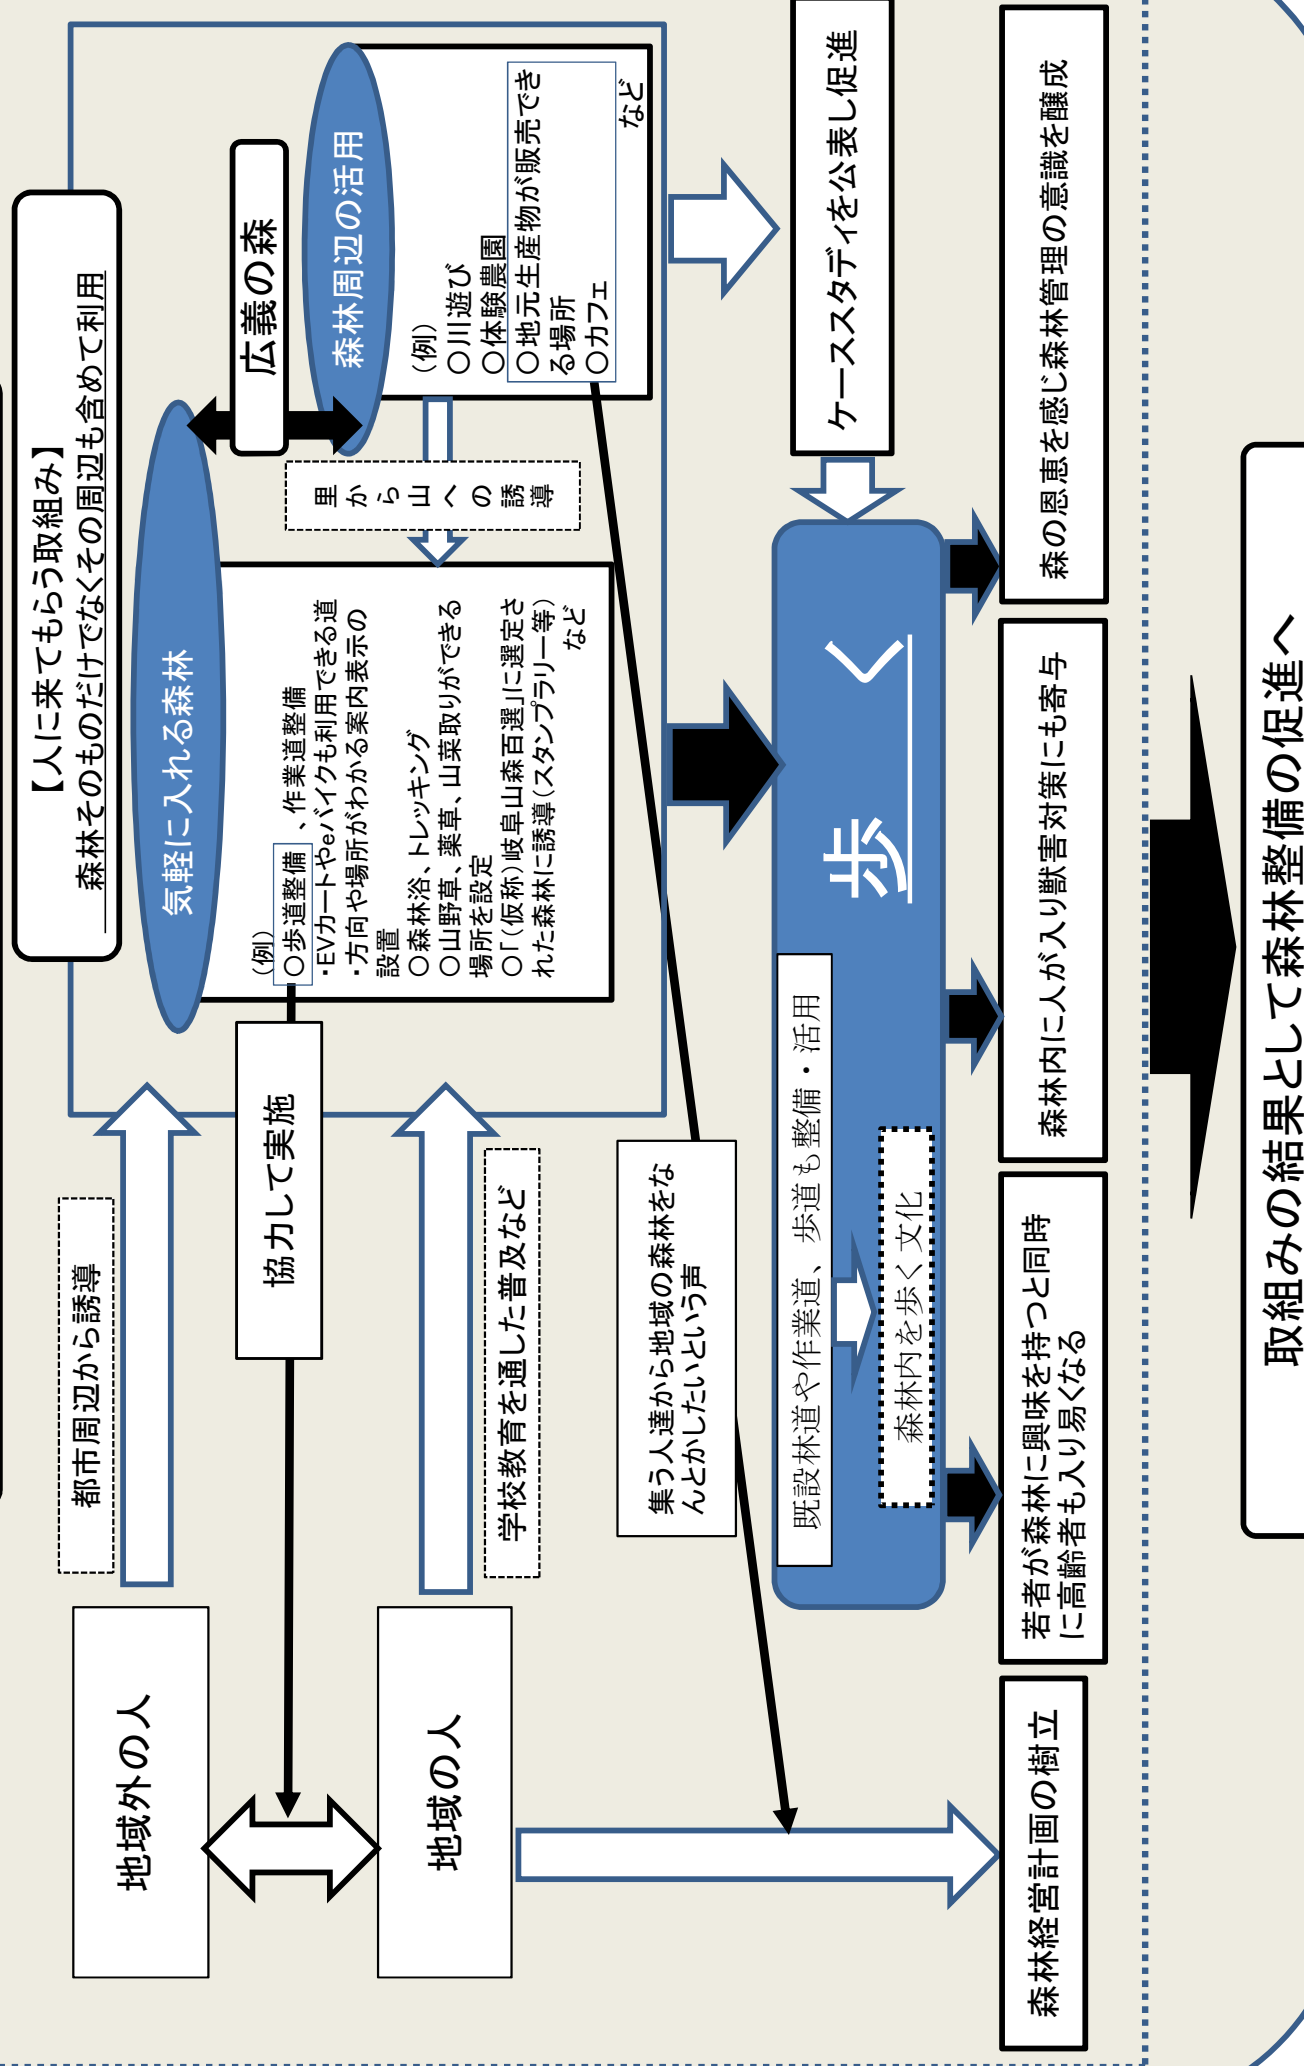 【人に来てもらう取組み】
森林そのものだけでなくその周辺も含めて利用
地域外の人
都市周辺から誘導
気軽に入れる森林
広義の森
森林周辺の活用
協力して実施
(例)
○歩道整備、作業道整備
・EVカートやeバイクも利用できる道
・方向や場所がわかる案内表示の
設置
○森林浴、トレッキング
○山野草、薬草、山菜取りができる
場所を設定
○「(仮称)岐阜山森百選」に選定さ
れた森林に誘導(スタンプラリー等)
など
里から山への誘導
(例)
○川遊び
○体験農園
○地元生産物が販売でき
る場所
○カフェ
など
地域の人
学校教育を通した普及など
集う人達から地域の森林をな
んとかしたいという声
既設林道や作業道、歩道も整備・活用
森林内を歩く文化
歩く
ケーススタディを公表し促進
森林経営計画の樹立
若者が森林に興味を持つと同時
に高齢者も入り易くなる
森林内に人が入り獣害対策にも寄与
森の恩恵を感じ森林管理の意識を醸成
取組みの結果として森林整備の促進へ